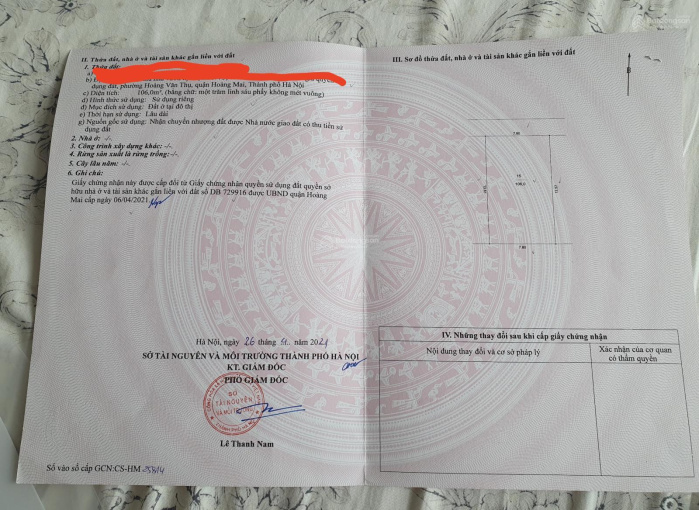 II. Thửa đất, nhà ở và tài sản khác gắn liền với đất
1. Thửa đất:
a)
b)
dụng đất, phường Hoàng Văn Thụ, quận Hoàng Mai, Thành phố Hà Nội
c) Diện tích: 106,0m², (bằng chữ: một trăm linh sáu phẩy không mét vuông)
d) Hình thức sử dụng: Sử dụng riêng
đ) Mục đích sử dụng: Đất ở tại đô thị
e) Thời hạn sử dụng: Lâu dài
g) Nguồn gốc sử dụng: Nhận chuyển nhượng đất được Nhà nước giao đất có thu tiền sử
dụng đất
2. Nhà ở: -/-
3. Công trình xây dựng khác: -/-
4. Rừng sản xuất là rừng trồng: -/-
5. Cây lâu năm: -/-
6. Ghi chú:
Giấy chứng nhận này được cấp đổi từ Giấy chứng nhận quyền sử dụng đất quyền sở
hữu nhà ở và tài sản khác gắn liền với đất số DB 729916 được UBND quận Hoàng
Mai cấp ngày 06/04/2021
Hà Nội, ngày 26 tháng năm 2021
SỞ TÀI NGUYÊN VÀ MÔI TRƯỜNG THÀNH PHỐ HÀ NỘI
KT. GIÁM ĐỐC
PHÓ GIÁM ĐỐC
SỞ
TÀI NGUYÊN
VÀ MÔI TRƯỜNG
Lê Thanh Nam
Số vào sổ cấp GCN:CS-HM
III. Sơ đồ thửa đất, nhà ở và tài sản khác gắn liền với đất
B
106,0
IV. Những thay đổi sau khi cấp giấy chứng nhận
Nội dung thay đổi và cơ sở pháp lý
Xác nhận của cơ quan
có thẩm quyền